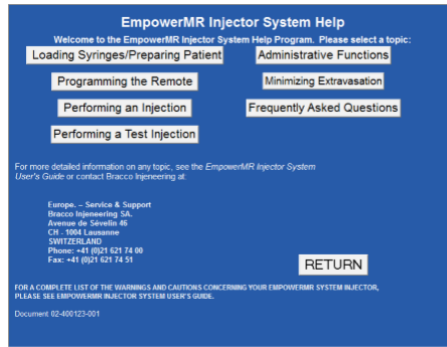 EmpowerMR Injector System Help
Welcome to the EmpowerMR Injector System Help Program. Please select a topic:
Loading Syringes/Preparing Patient
Administrative Functions
Programming the Remote
Minimizing Extravasation
Performing an Injection
Frequently Asked Questions
Performing a Test Injection
For more detailed information on any topic, see the EmpowerMR Injector System
User's Guide or contact Bracco Injeneering at:
Europe. – Service & Support
Bracco Injeneering SA.
Avenue de Sévelin 46
CH - 1004 Lausanne
SWITZERLAND
Phone: +41 (0)21 621 74 00
Fax: +41 (0)21 621 74 51
RETURN
FOR A COMPLETE LIST OF THE WARNINGS AND CAUTIONS CONCERNING YOUR EMPOWERMR SYSTEM INJECTOR,
PLEASE SEE EMPOWERMR INJECTOR SYSTEM USER'S GUIDE.
Document 02-400123-001